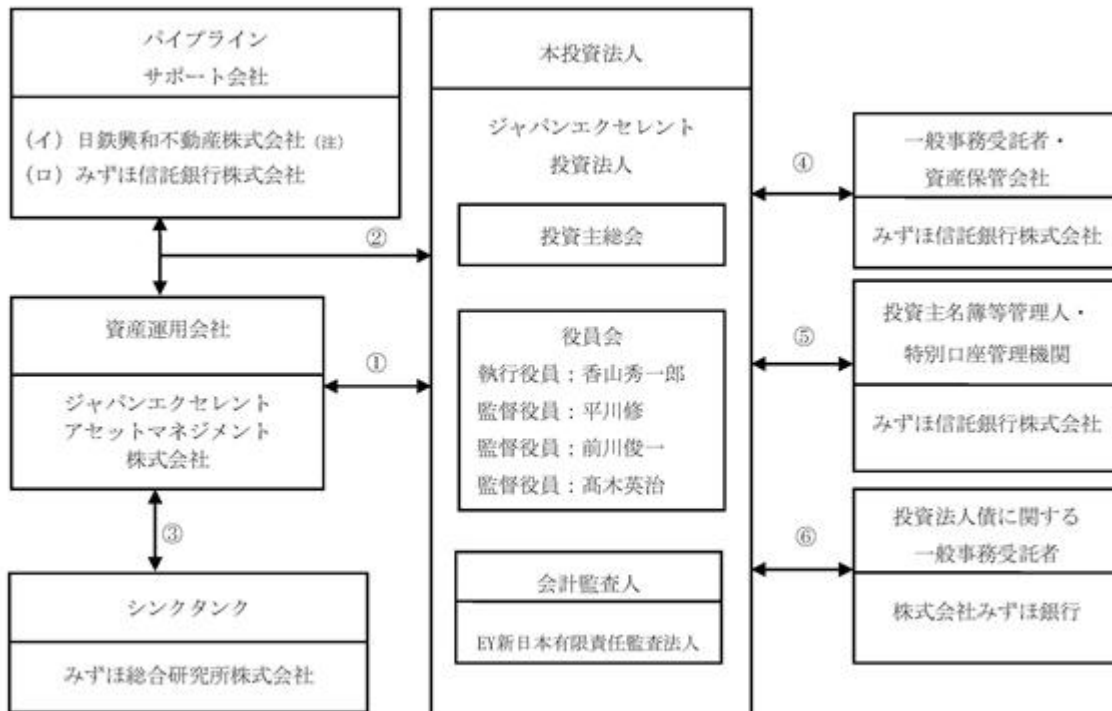 パイプライン
サポート会社
(イ) 日鉄興和不動産株式会社 (注)
(ロ) みずほ信託銀行株式会社
②
資産運用会社
ジャパンエクセレント
アセットマネジメント
株式会社
①
③
シンクタンク
みずほ総合研究所株式会社
本投資法人
ジャパンエクセレント
投資法人
投資主総会
役員会
執行役員：香山秀一郎
監督役員：平川修
監督役員：前川俊一
監督役員：髙木英治
会計監査人
EY新日本有限責任監査法人
④
一般事務受託者・
資産保管会社
みずほ信託銀行株式会社
⑤
投資主名簿等管理人・
特別口座管理機関
みずほ信託銀行株式会社
⑥
投資法人債に関する
一般事務受託者
株式会社みずほ銀行